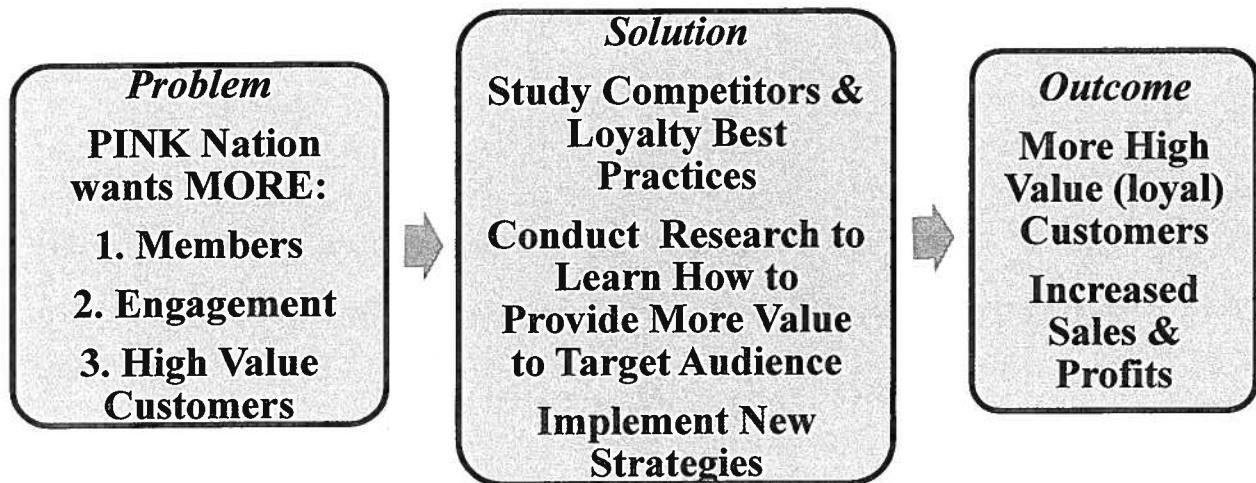 Problem
PINK Nation
wants MORE:
1. Members
2. Engagement
3. High Value
Customers
Solution
Study Competitors &
Loyalty Best
Practices
Conduct Research to
Learn How to
Provide More Value
to Target Audience
Implement New
Strategies
Outcome
More High
Value (loyal)
Customers
Increased
Sales &
Profits